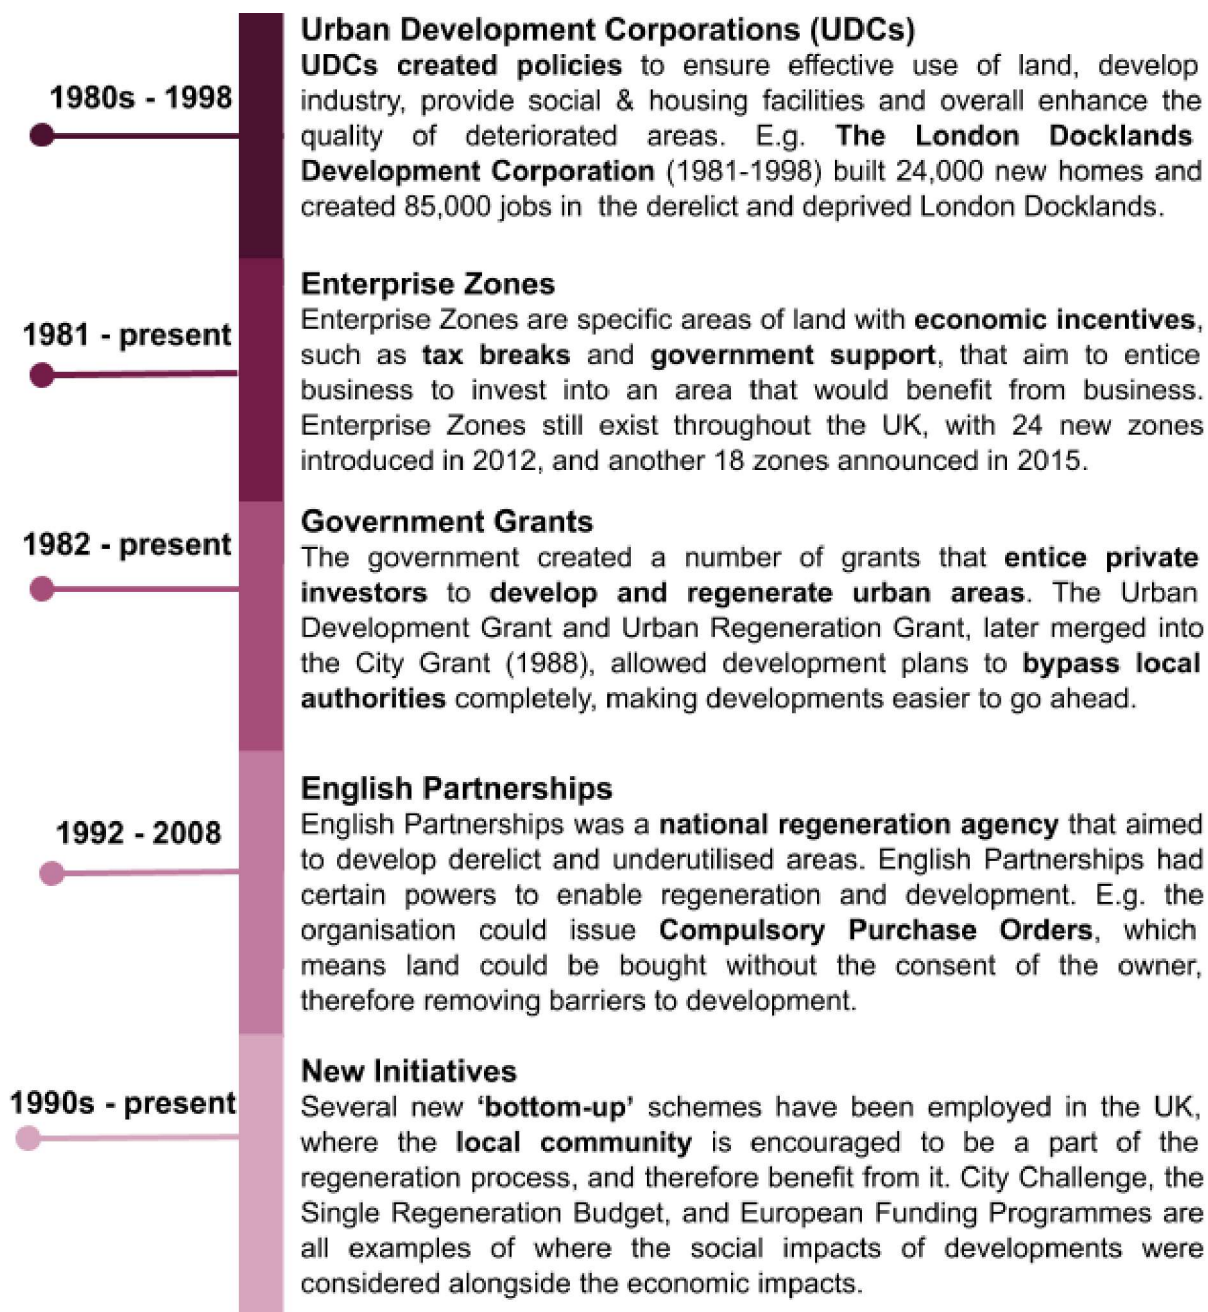 Urban Development Corporations (UDCs)
1980s - 1998
UDCs created policies to ensure effective use of land, develop
industry, provide social & housing facilities and overall enhance the
quality of deteriorated areas. E.g. The London Docklands
Development Corporation (1981-1998) built 24,000 new homes and
created 85,000 jobs in the derelict and deprived London Docklands.
Enterprise Zones
1981 - present
Enterprise Zones are specific areas of land with economic incentives,
such as tax breaks and government support, that aim to entice
business to invest into an area that would benefit from business.
Enterprise Zones still exist throughout the UK, with 24 new zones
introduced in 2012, and another 18 zones announced in 2015.
Government Grants
1982 - present
The government created a number of grants that entice private
investors to develop and regenerate urban areas. The Urban
Development Grant and Urban Regeneration Grant, later merged into
the City Grant (1988), allowed development plans to bypass local
authorities completely, making developments easier to go ahead.
English Partnerships
1992 - 2008
English Partnerships was a national regeneration agency that aimed
to develop derelict and underutilised areas. English Partnerships had
certain powers to enable regeneration and development. E.g. the
organisation could issue Compulsory Purchase Orders, which
means land could be bought without the consent of the owner,
therefore removing barriers to development.
New Initiatives
1990s - present
Several new ‘bottom-up’ schemes have been employed in the UK,
where the local community is encouraged to be a part of the
regeneration process, and therefore benefit from it. City Challenge, the
Single Regeneration Budget, and European Funding Programmes are
all examples of where the social impacts of developments were
considered alongside the economic impacts.